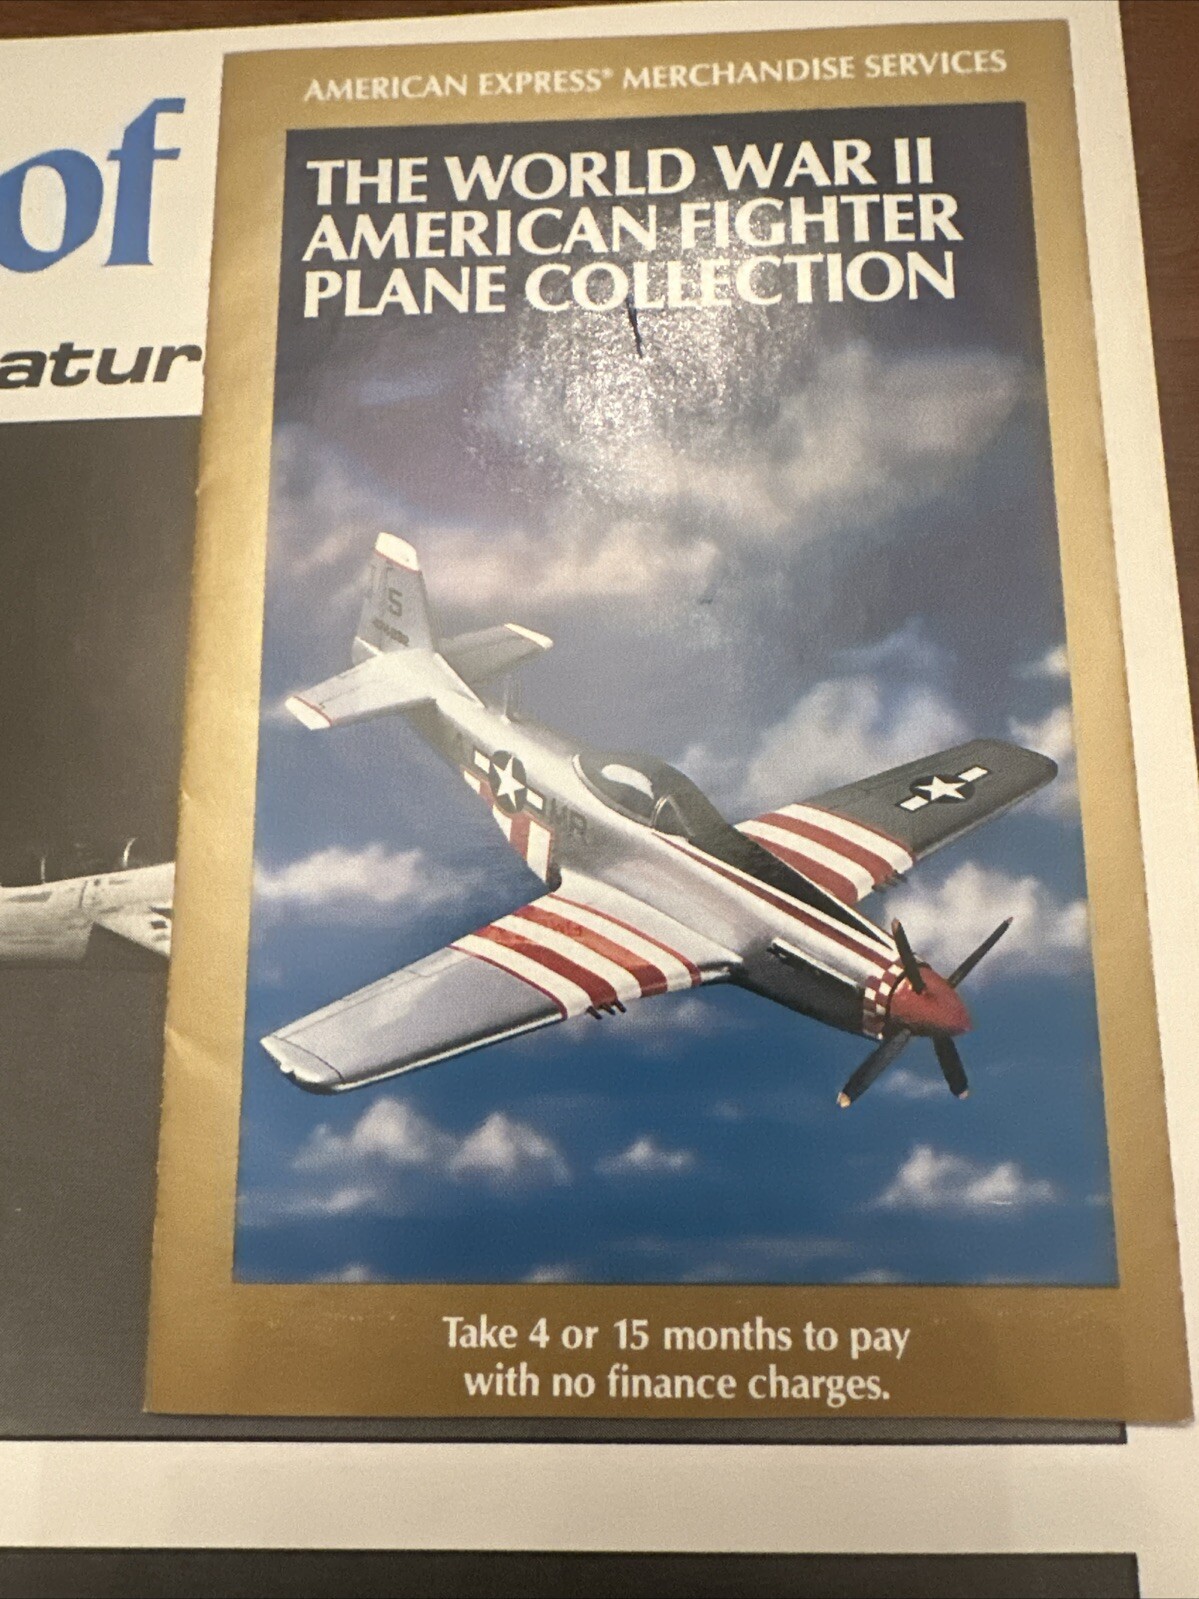 of
atur
AMERICAN EXPRESS® MERCHANDISE SERVICES
THE WORLD WAR II
AMERICAN FIGHTER
PLANE COLLECTION
S
MR
Take 4 or 15 months to pay
with no finance charges.